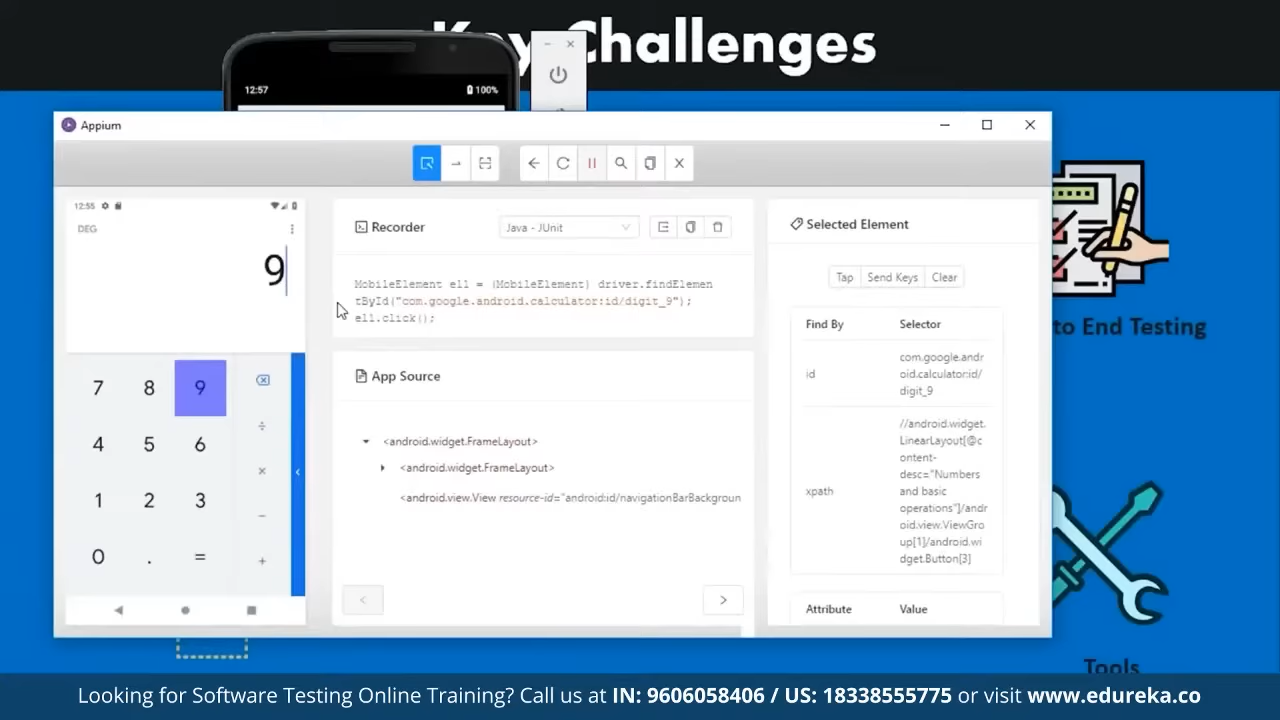 Key Challenges
12:57
100%
Appium
12:55
DEG
9
7 8 9
4 5 6 ÷
1 2 3 ×
0 . = −
+
Recorder
Java - JUnit
MobileElement el1 = (MobileElement) driver.findElemen
tById("com.google.android.calculator:id/digit_9");
el1.click();
App Source
<android.widget.FrameLayout>
<android.widget.FrameLayout>
<android.view.View resource-id="android:id/navigationBarBackgroun
Selected Element
Tap Send Keys Clear
Find By Selector
id
com.google.andr
oid.calculator:id/
digit_9
xpath
//android.widget.
LinearLayout[@c
ontent-
desc="Numbers
and basic
operations"]/andr
oid.view.ViewGro
up[1]/android.wi
dget.Button[3]
Attribute Value
to End Testing
Tools
Looking for Software Testing Online Training? Call us at IN: 9606058406 / US: 18338555775 or visit www.edureka.co